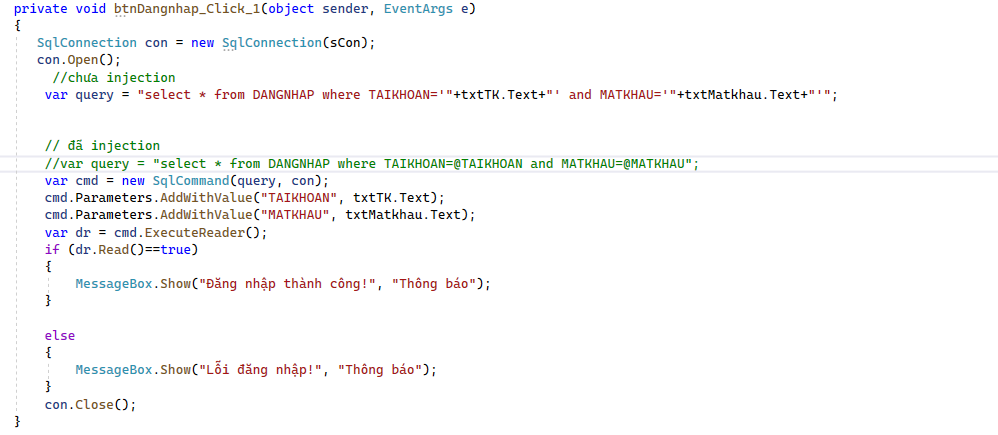 private void btnDangnhap_Click_1(object sender, EventArgs e)
{
SqlConnection con = new SqlConnection(sCon);
con.Open();
//chưa injection
var query = "select * from DANGNHAP where TAIKHOAN='"+txtTK.Text+"' and MATKHAU='"+txtMatkhau.Text+"'";
// đã injection
//var query = "select * from DANGNHAP where TAIKHOAN=@TAIKHOAN and MATKHAU=@MATKHAU";
var cmd = new SqlCommand(query, con);
cmd.Parameters.AddWithValue("TAIKHOAN", txtTK.Text);
cmd.Parameters.AddWithValue("MATKHAU", txtMatkhau.Text);
var dr = cmd.ExecuteReader();
if (dr.Read()==true)
{
MessageBox.Show("Đăng nhập thành công!", "Thông báo");
}
else
{
MessageBox.Show("Lỗi đăng nhập!", "Thông báo");
}
con.Close();
}